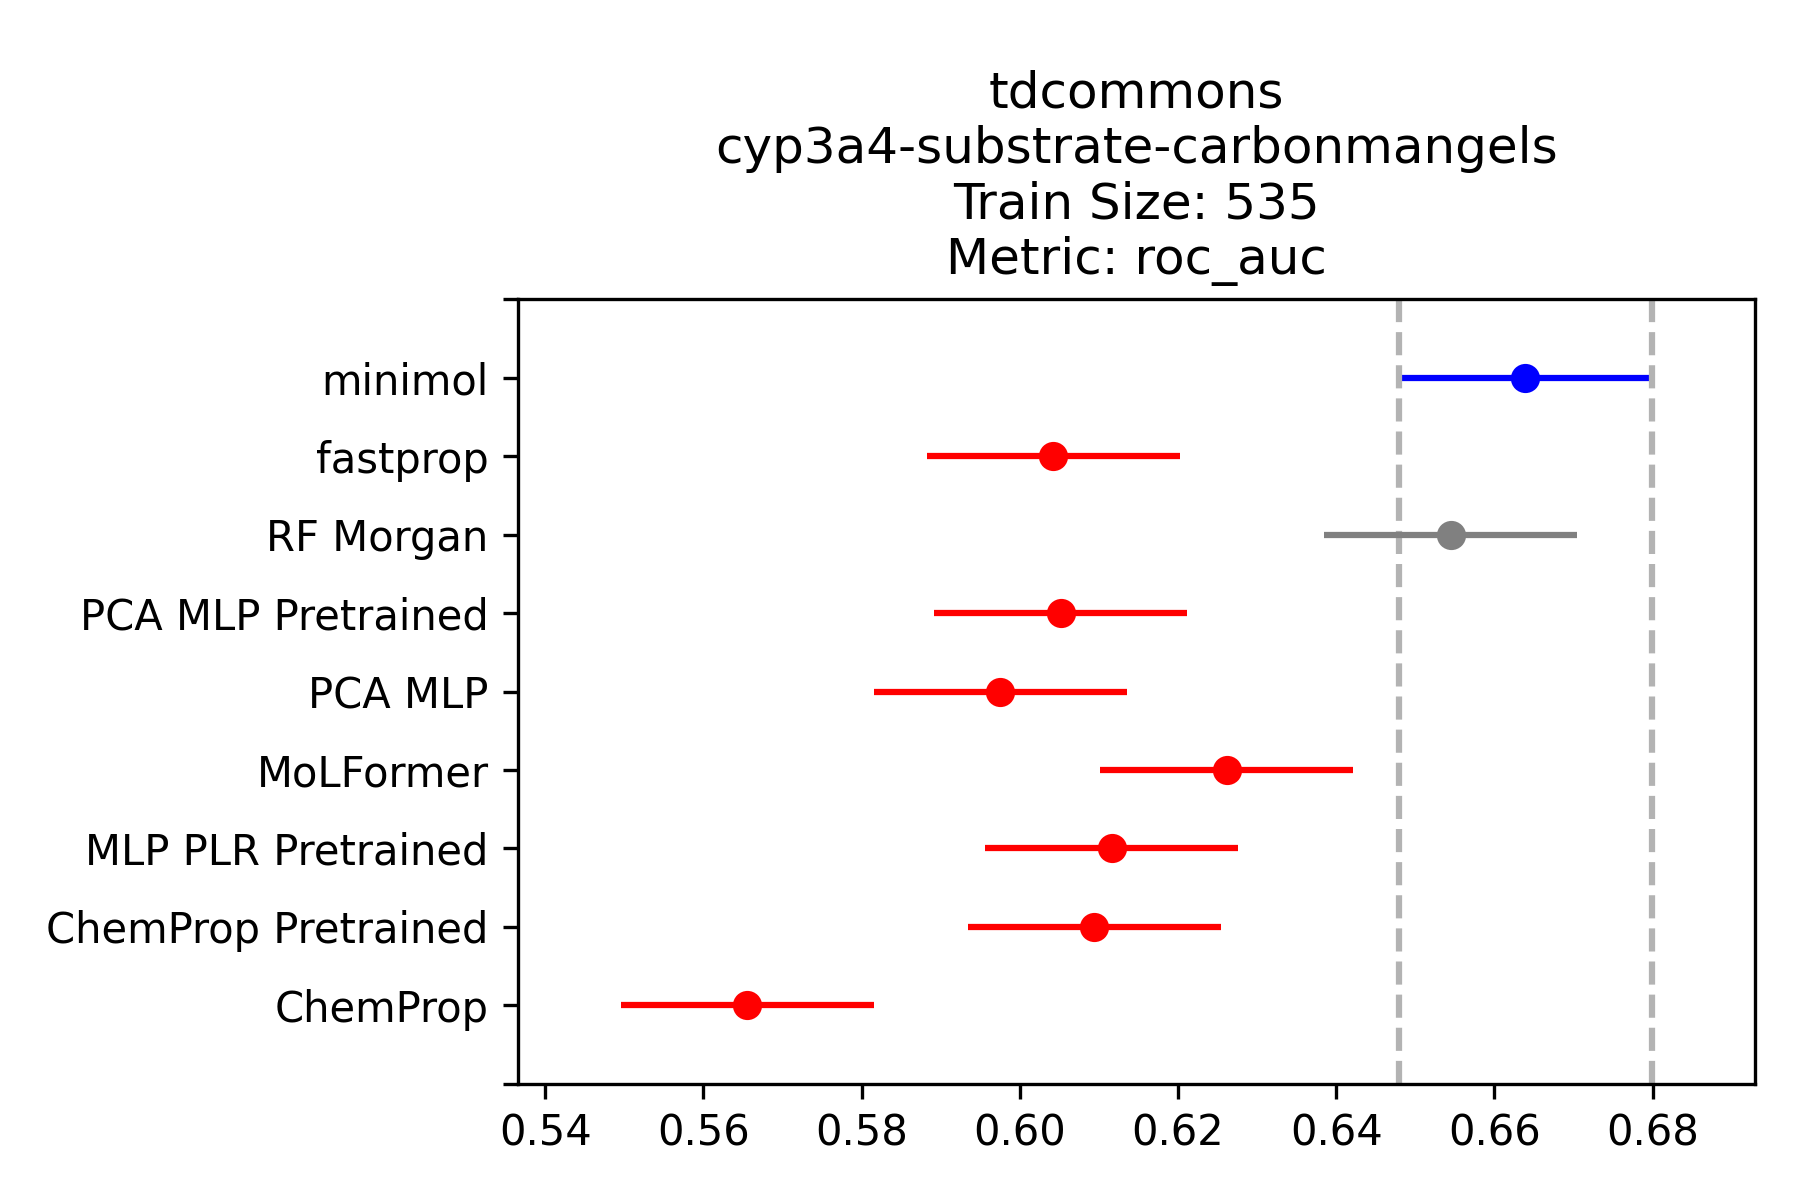 tdcommons
cyp3a4-substrate-carbonmangels
Train Size: 535
Metric: roc_auc
minimol
fastprop
RF Morgan
PCA MLP Pretrained
PCA MLP
MoLFormer
MLP PLR Pretrained
ChemProp Pretrained
ChemProp
0.54 0.56 0.58 0.60 0.62 0.64 0.66 0.68